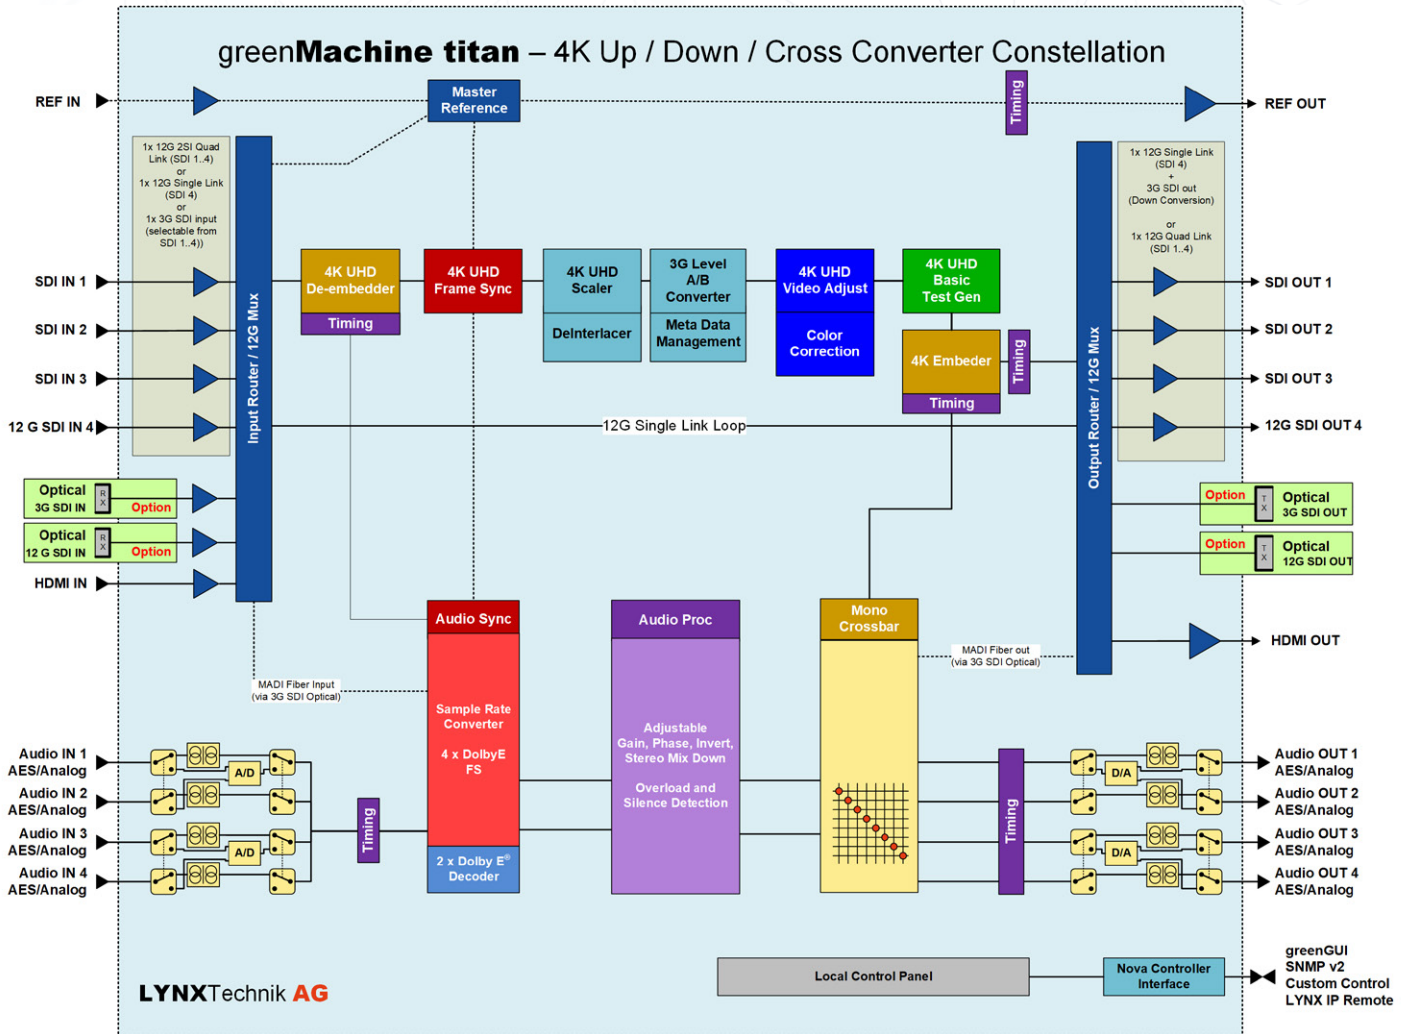 greenMachine titan – 4K Up / Down / Cross Converter Constellation
REF IN
Master
Reference
Timing
REF OUT
1x 12G 2SI Quad
Link (SDI 1..4)
or
1x 12G Single Link
(SDI 4)
or
1x 3G SDI input
(selectable from
SDI 1..4))
Input Router / 12G Mux
Output Router / 12G Mux
1x 12G Single Link
(SDI 4)
+
3G SDI out
(Down Conversion)
or
1x 12G Quad Link
(SDI 1..4)
SDI IN 1
SDI IN 2
SDI IN 3
12 G SDI IN 4
4K UHD
De-embedder
Timing
4K UHD
Frame Sync
4K UHD
Scaler
DeInterlacer
3G Level
A/B
Converter
Meta Data
Management
4K UHD
Video Adjust
Color
Correction
4K UHD
Basic
Test Gen
4K Embeder
Timing
Timing
SDI OUT 1
SDI OUT 2
SDI OUT 3
12G SDI OUT 4
12G Single Link Loop
Optical
3G SDI IN
RX
Option
Optical
12 G SDI IN
RX
Option
HDMI IN
Option
TX
Optical
3G SDI OUT
Option
TX
Optical
12G SDI OUT
HDMI OUT
MADI Fiber Input
(via 3G SDI Optical)
Audio Sync
Sample Rate
Converter
4 x DolbyE
FS
2 x Dolby E®
Decoder
Audio Proc
Adjustable
Gain, Phase, Invert,
Stereo Mix Down
Overload and
Silence Detection
Mono
Crossbar
MADI Fiber out
(via 3G SDI Optical)
Audio IN 1
AES/Analog
Audio IN 2
AES/Analog
Audio IN 3
AES/Analog
Audio IN 4
AES/Analog
A/D
A/D
Timing
Timing
D/A
D/A
Audio OUT 1
AES/Analog
Audio OUT 2
AES/Analog
Audio OUT 3
AES/Analog
Audio OUT 4
AES/Analog
LYNXTechnik AG
Local Control Panel
Nova Controller
Interface
greenGUI
SNMP v2
Custom Control
LYNX IP Remote